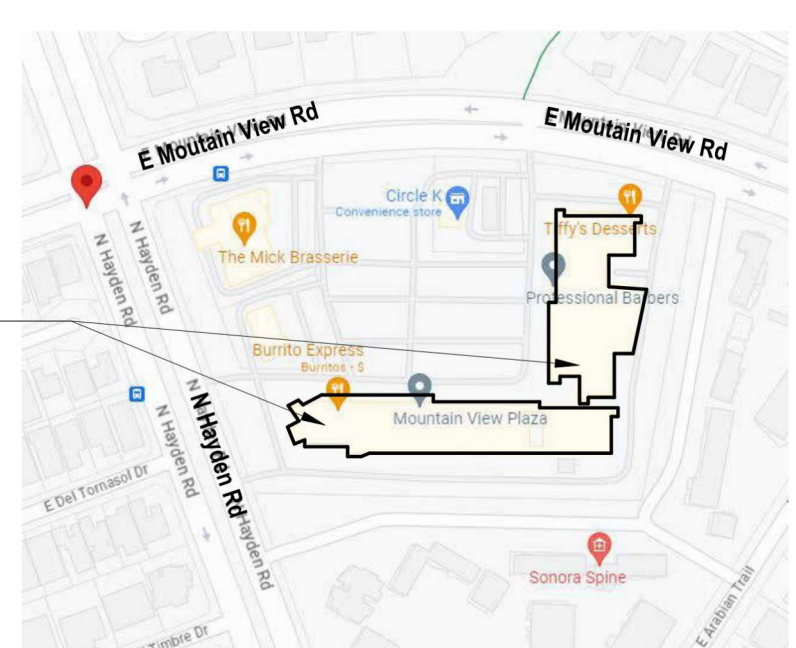 E Moutain View Rd
E Moutain View Rd
Circle K
Convenience store
Tiffy's Desserts
The Mick Brasserie
N Hayden Rd
N Hayden Rd
Professional Barbers
Burrito Express
Burritos • $
Mountain View Plaza
N Hayden Rd
N Hayden Rd
Hayden Rd
E Del Tornasol Dr
Sonora Spine
E Arabian Trail
Timbre Dr